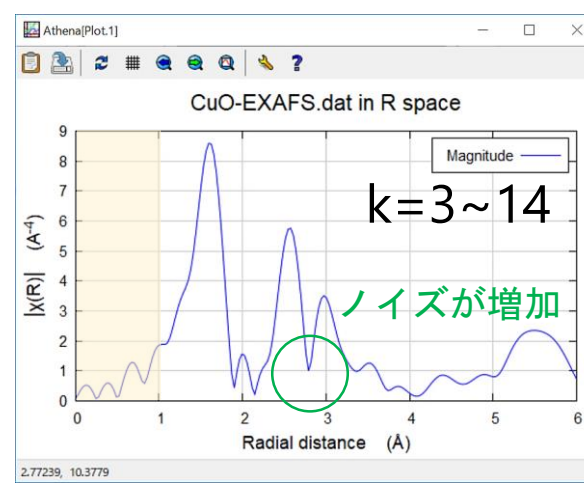 Athena[Plot.1]
CuO-EXAFS.dat in R space
Magnitude
k=3~14
ノイズが増加
|χ(R)| (Å⁻⁴)
9
8
7
6
5
4
3
2
1
0
0 1 2 3 4 5 6
Radial distance (Å)
2.77239, 10.3779